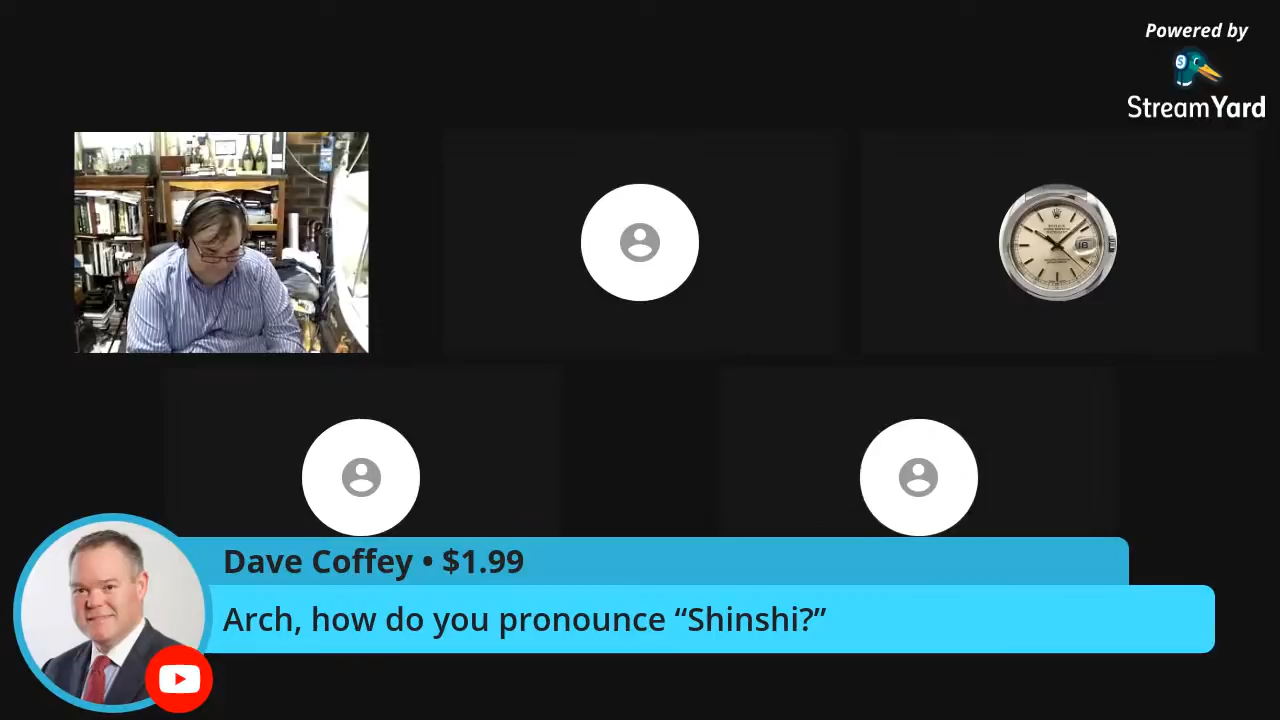 Powered by
StreamYard
Dave Coffey • $1.99
Arch, how do you pronounce “Shinshi?”